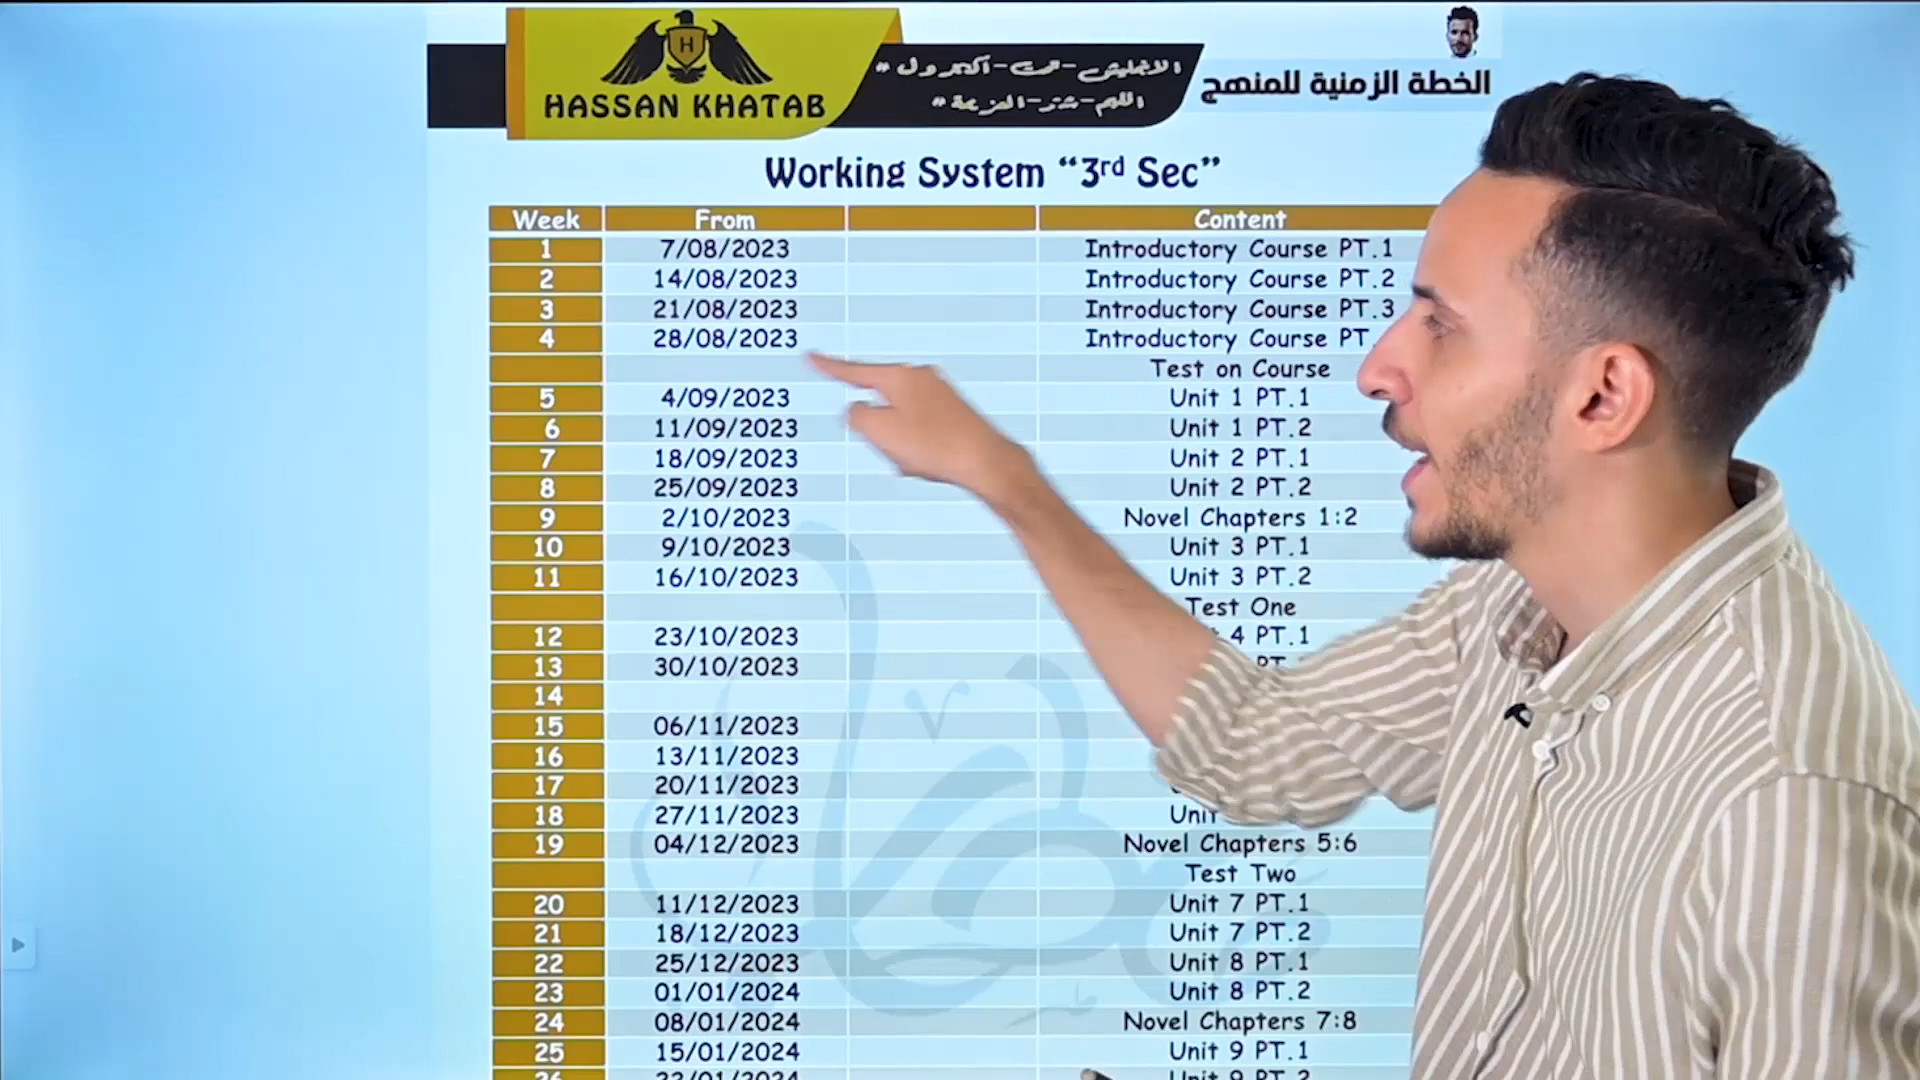 HASSAN KHATAB
#الانجليش-تحت-الكنترول
#اللهم-شتر-الهزيمة
الخطة الزمنية للمنهج
Working System “3rd Sec”
Week From Content
1 7/08/2023 Introductory Course PT.1
2 14/08/2023 Introductory Course PT.2
3 21/08/2023 Introductory Course PT.3
4 28/08/2023 Introductory Course PT.
Test on Course
5 4/09/2023 Unit 1 PT.1
6 11/09/2023 Unit 1 PT.2
7 18/09/2023 Unit 2 PT.1
8 25/09/2023 Unit 2 PT.2
9 2/10/2023 Novel Chapters 1:2
10 9/10/2023 Unit 3 PT.1
11 16/10/2023 Unit 3 PT.2
Test One
12 23/10/2023 4 PT.1
13 30/10/2023 PT.
14
15 06/11/2023
16 13/11/2023
17 20/11/2023
18 27/11/2023 Unit
19 04/12/2023 Novel Chapters 5:6
Test Two
20 11/12/2023 Unit 7 PT.1
21 18/12/2023 Unit 7 PT.2
22 25/12/2023 Unit 8 PT.1
23 01/01/2024 Unit 8 PT.2
24 08/01/2024 Novel Chapters 7:8
25 15/01/2024 Unit 9 PT.1
26 22/01/2024 Unit 9 PT.2